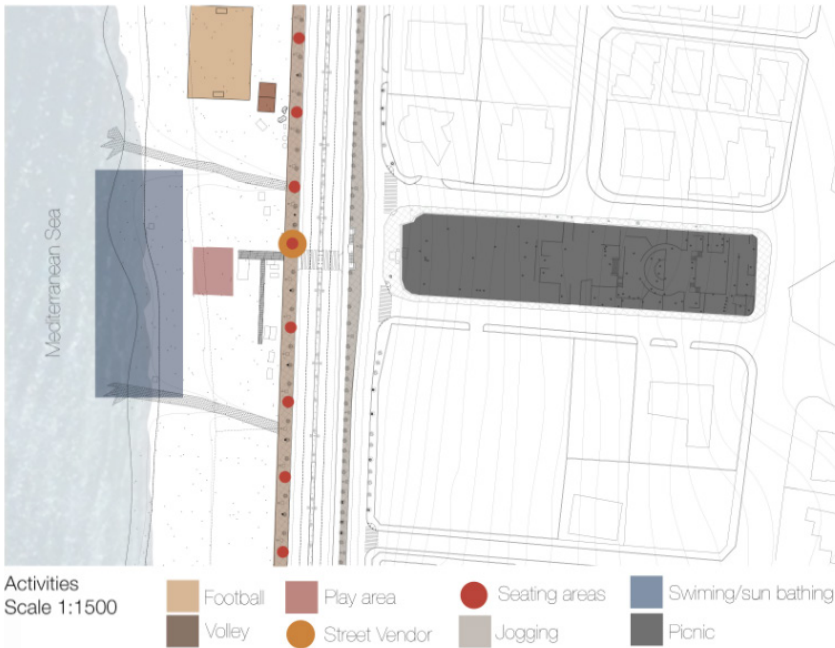 Mediterranean Sea
Activities
Scale 1:1500
Football
Play area
Seating areas
Swiming/sun bathing
Volley
Street Vendor
Jogging
Picnic